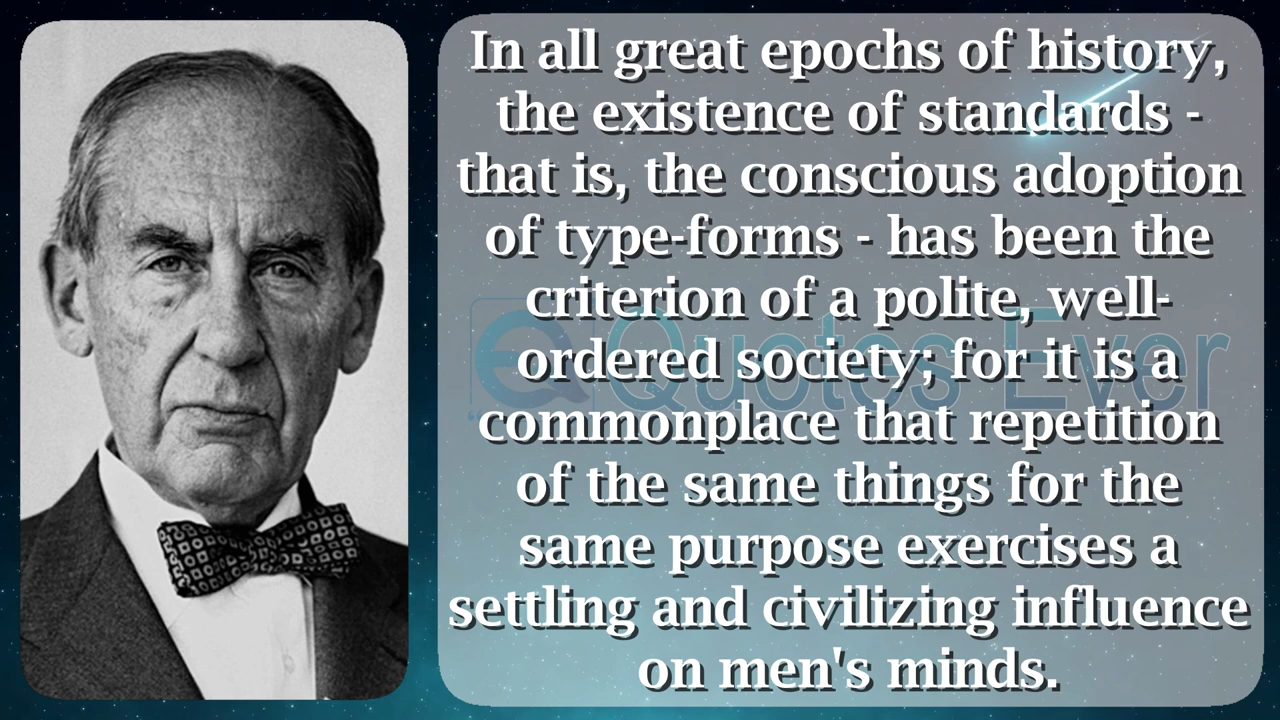 In all great epochs of history,
the existence of standards -
that is, the conscious adoption
of type-forms - has been the
criterion of a polite, well-
ordered society; for it is a
commonplace that repetition
of the same things for the
same purpose exercises a
settling and civilizing influence
on men's minds.
Quotes Ever